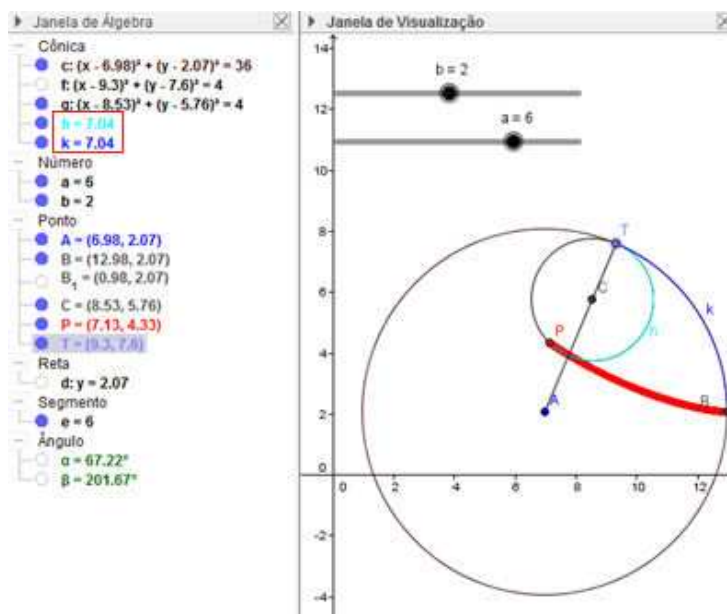 Janela de Álgebra
Cônica
c: (x - 6.98)² + (y - 2.07)² = 36
f: (x - 9.3)² + (y - 7.6)² = 4
g: (x - 8.53)² + (y - 5.76)² = 4
h = 7.04
k = 7.04
Número
a = 6
b = 2
Ponto
A = (6.98, 2.07)
B = (12.98, 2.07)
B₁ = (0.98, 2.07)
C = (8.53, 5.76)
P = (7.13, 4.33)
T = (9.3, 7.6)
Reta
d: y = 2.07
Segmento
e = 6
Ângulo
α = 67.22°
β = 201.67°
Janela de Visualização
b = 2
a = 6
14
12
10
8
6
4
2
0
-2
-4
0 2 4 6 8 10 12
T
C
k
h
P
A
B